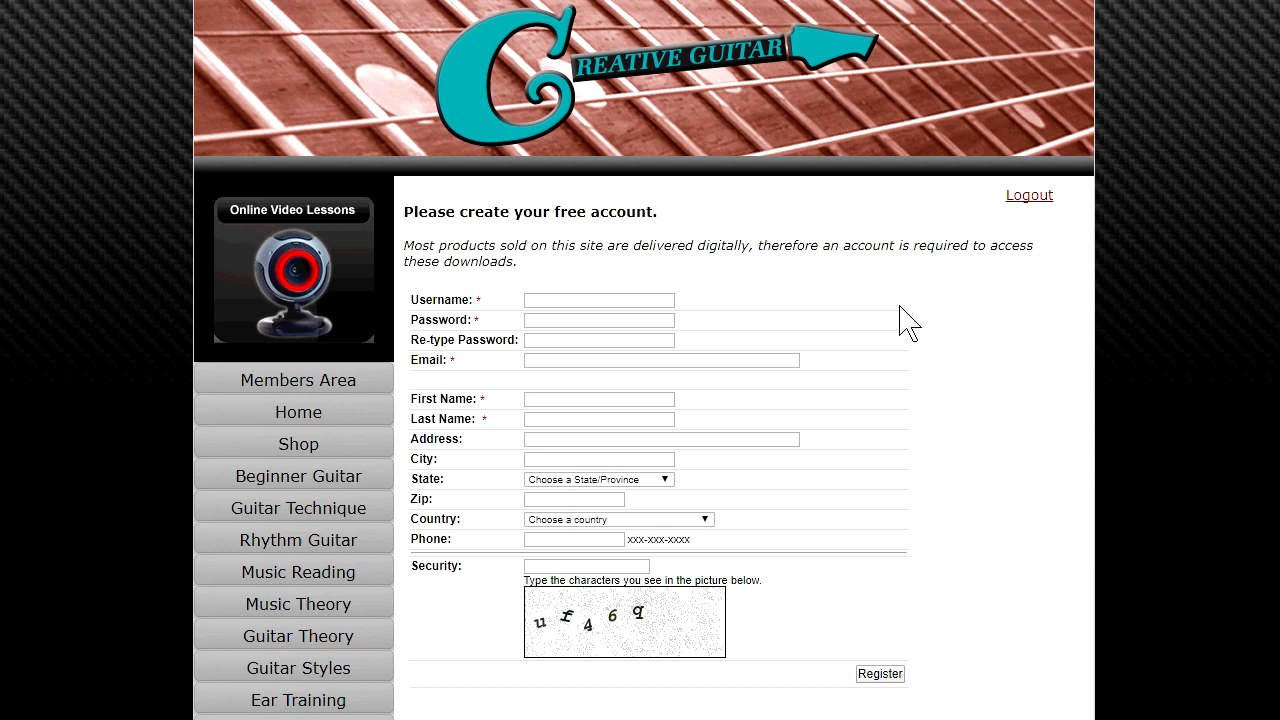 CREATIVE GUITAR
Logout
Online Video Lessons
Please create your free account.
Most products sold on this site are delivered digitally, therefore an account is required to access
these downloads.
Username: *
Password: *
Re-type Password:
Email: *
First Name: *
Last Name: *
Address:
City:
State: Choose a State/Province
Zip:
Country: Choose a country
Phone: xxx-xxx-xxxx
Security:
Type the characters you see in the picture below.
u f 4 6 q
Register
Members Area
Home
Shop
Beginner Guitar
Guitar Technique
Rhythm Guitar
Music Reading
Music Theory
Guitar Theory
Guitar Styles
Ear Training